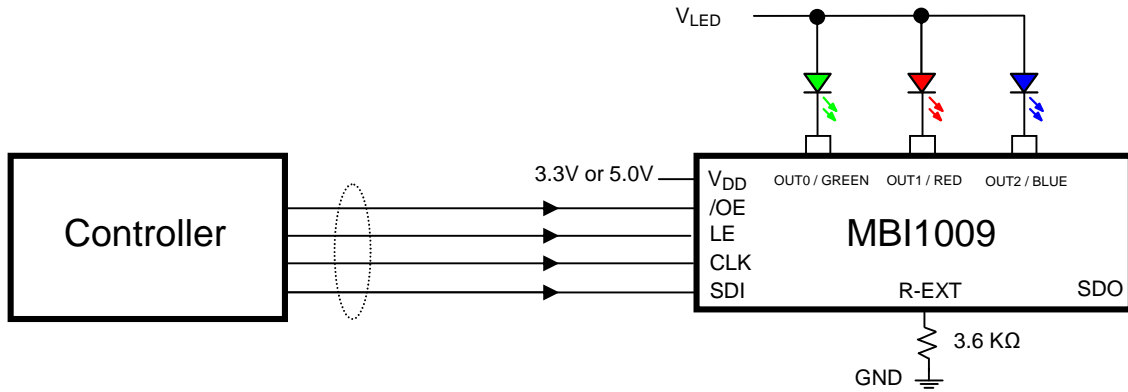 VLED
3.3V or 5.0V
VDD
OUT0 / GREEN
OUT1 / RED
OUT2 / BLUE
/OE
Controller
LE
MBI1009
CLK
SDI
R-EXT
SDO
3.6 KΩ
GND